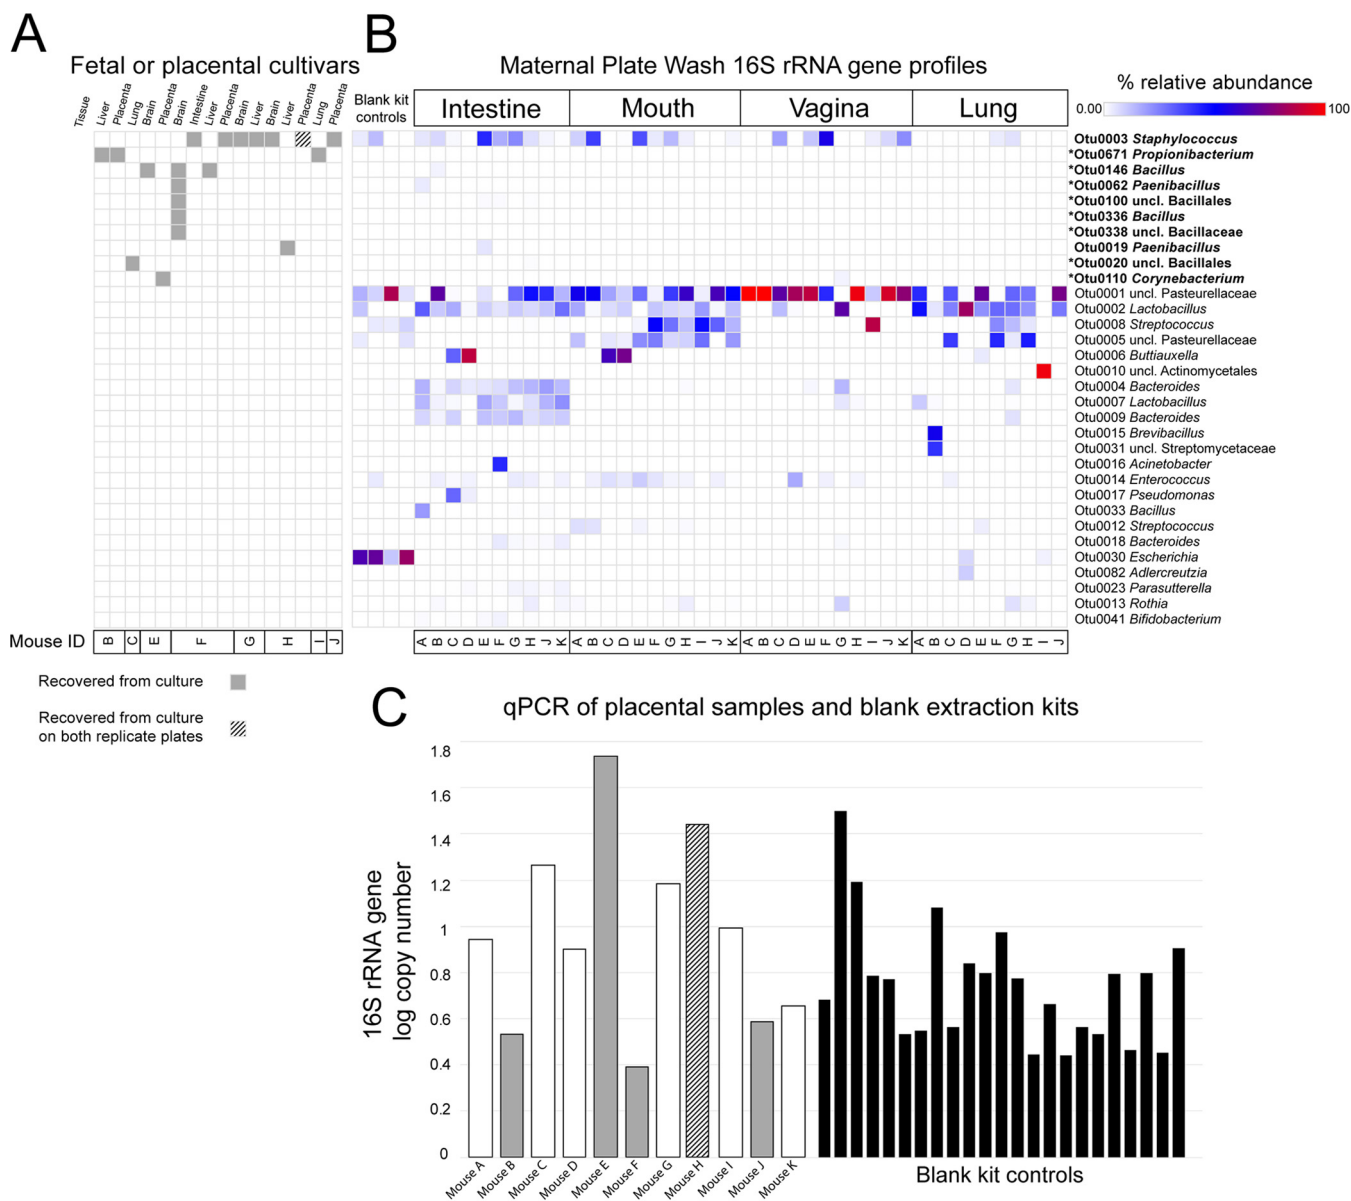 A
B
Fetal or placental cultivars
Maternal Plate Wash 16S rRNA gene profiles
% relative abundance
0.00
100
Tissue
Liver
Placenta
Lung
Brain
Placenta
Brain
Intestine
Liver
Placenta
Brain
Liver
Brain
Liver
Placenta
Lung
Placenta
Blank kit
controls
Intestine
Mouth
Vagina
Lung
Otu0003 Staphylococcus
*Otu0671 Propionibacterium
*Otu0146 Bacillus
*Otu0062 Paenibacillus
*Otu0100 uncl. Bacillales
*Otu0336 Bacillus
*Otu0338 uncl. Bacillaceae
Otu0019 Paenibacillus
*Otu0020 uncl. Bacillales
*Otu0110 Corynebacterium
Otu0001 uncl. Pasteurellaceae
Otu0002 Lactobacillus
Otu0008 Streptococcus
Otu0005 uncl. Pasteurellaceae
Otu0006 Buttiauxella
Otu0010 uncl. Actinomycetales
Otu0004 Bacteroides
Otu0007 Lactobacillus
Otu0009 Bacteroides
Otu0015 Brevibacillus
Otu0031 uncl. Streptomycetaceae
Otu0016 Acinetobacter
Otu0014 Enterococcus
Otu0017 Pseudomonas
Otu0033 Bacillus
Otu0012 Streptococcus
Otu0018 Bacteroides
Otu0030 Escherichia
Otu0082 Adlercreutzia
Otu0023 Parasutterella
Otu0013 Rothia
Otu0041 Bifidobacterium
Mouse ID
B C E F G H I J
A B C D E F G H J K
A B C D E F G H I J K
A B C D E F G H I J K
A B C D E F G H I J
Recovered from culture
Recovered from culture
on both replicate plates
C
qPCR of placental samples and blank extraction kits
16S rRNA gene
log copy number
1.8
1.6
1.4
1.2
1
0.8
0.6
0.4
0.2
0
Mouse A
Mouse B
Mouse C
Mouse D
Mouse E
Mouse F
Mouse G
Mouse H
Mouse I
Mouse J
Mouse K
Blank kit controls